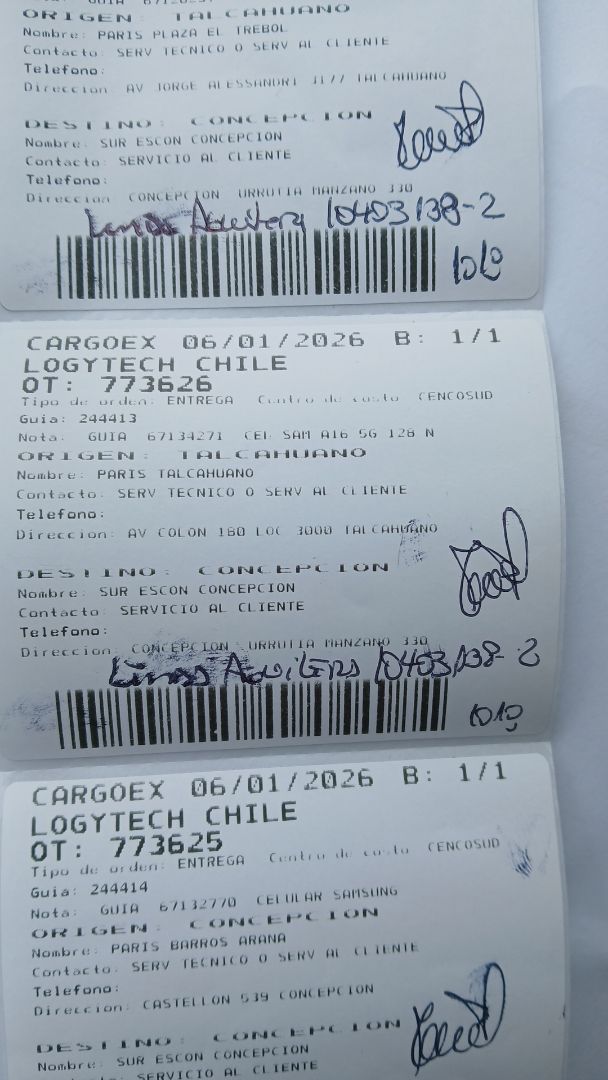 ORIGEN: TALCAHUANO
Nombre: PARIS PLAZA EL TREBOL
Contacto: SERV TECNICO O SERV AL CLIENTE
Telefono:
Direccion: AV JORGE ALESSANDRI 3177 TALCAHUANO
DESTINO: CONCEPCION
Nombre: SUR ESCON CONCEPCION
Contacto: SERVICIO AL CLIENTE
Telefono:
Direccion CONCEPCION URRUTIA MANZANO 330
Aguilera 10403138-2
CARGOEX 06/01/2026 B: 1/1
LOGYTECH CHILE
OT: 773626
Tipo de orden: ENTREGA Centro de costo CENCOSUD
Guia: 244413
Nota: GUIA 67134271 CEL SAM A16 5G 128 N
ORIGEN: TALCAHUANO
Nombre: PARIS TALCAHUANO
Contacto: SERV TECNICO O SERV AL CLIENTE
Telefono:
Direccion: AV COLON 180 LOC 3000 TALCAHUANO
DESTINO: CONCEPCION
Nombre: SUR ESCON CONCEPCION
Contacto: SERVICIO AL CLIENTE
Telefono:
Direccion CONCEPCION URRUTIA MANZANO 330
Aguilera 10403138-2
1010
CARGOEX 06/01/2026 B: 1/1
LOGYTECH CHILE
OT: 773625
Tipo de orden: ENTREGA Centro de costo CENCOSUD
Guia: 244414
Nota: GUIA 67132770 CELULAR SAMSUNG
ORIGEN: CONCEPCION
Nombre: PARIS BARROS ARANA
Contacto: SERV TECNICO O SERV AL CLIENTE
Telefono:
Direccion: CASTELLON 539 CONCEPCION
DESTINO: CONCEPCION
Nombre: SUR ESCON CONCEPCION
SERVICIO AL CLIENTE